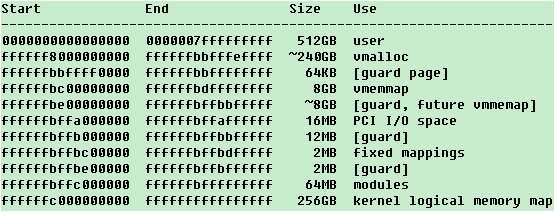 Start End Size Use
-----------------------------------------------------------------------
0000000000000000 0000007fffffffff 512GB user
ffffff8000000000 ffffffbbfffeffff ~240GB vmalloc
ffffffbbffff0000 ffffffbbffffffff 64KB [guard page]
ffffffbc00000000 ffffffbdffffffff 8GB vmemmap
ffffffbe00000000 ffffffbffbbfffff ~8GB [guard, future vmmemap]
ffffffbffa000000 ffffffbffaffffff 16MB PCI I/O space
ffffffbffb000000 ffffffbffbbfffff 12MB [guard]
ffffffbffbc00000 ffffffbffbdfffff 2MB fixed mappings
ffffffbffbe00000 ffffffbffbffffff 2MB [guard]
ffffffbffc000000 ffffffbfffffffff 64MB modules
ffffffc000000000 ffffffffffffffff 256GB kernel logical memory map